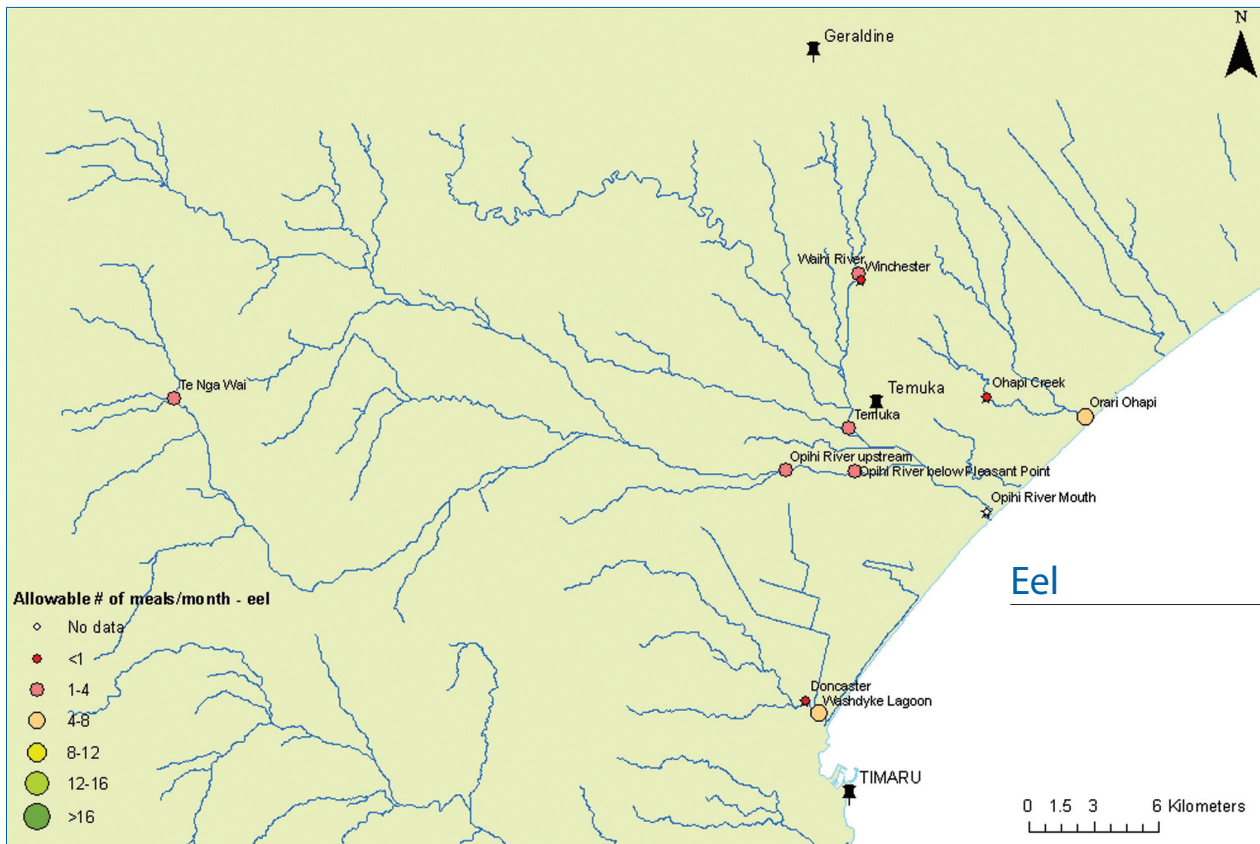 N
Geraldine
Waihi River
Winchester
Te Nga Wai
Ohapi Creek
Temuka
Orari Ohapi
Temuka
Opihi River upstream
Opihi River below Pleasant Point
Opihi River Mouth
Eel
Allowable # of meals/month - eel
No data
<1
1-4
4-8
8-12
12-16
>16
Doncaster
Washdyke Lagoon
TIMARU
0 1.5 3 6 Kilometers